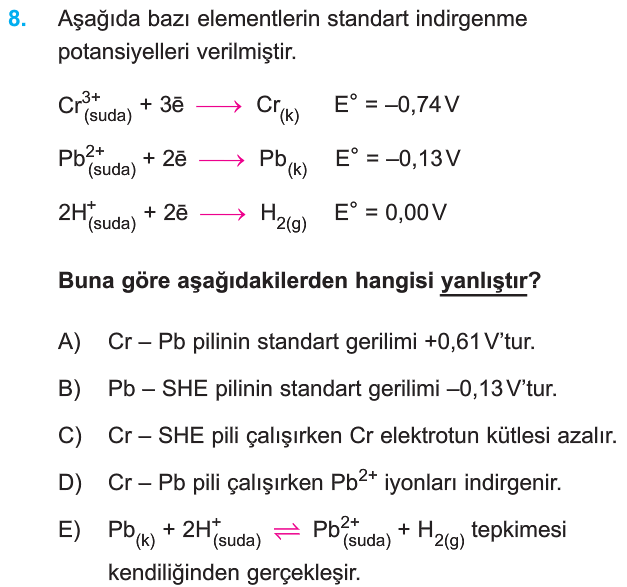 8. Aşağıda bazı elementlerin standart indirgenme
potansiyelleri verilmiştir.
Cr³⁺(suda) + 3ē ⟶ Cr(k) E° = –0,74 V
Pb²⁺(suda) + 2ē ⟶ Pb(k) E° = –0,13 V
2H⁺(suda) + 2ē ⟶ H₂(g) E° = 0,00 V
Buna göre aşağıdakilerden hangisi yanlıştır?
A) Cr – Pb pilinin standart gerilimi +0,61 V’tur.
B) Pb – SHE pilinin standart gerilimi –0,13 V’tur.
C) Cr – SHE pili çalışırken Cr elektrotun kütlesi azalır.
D) Cr – Pb pili çalışırken Pb²⁺ iyonları indirgenir.
E) Pb(k) + 2H⁺(suda) ⇌ Pb²⁺(suda) + H₂(g) tepkimesi
kendiliğinden gerçekleşir.